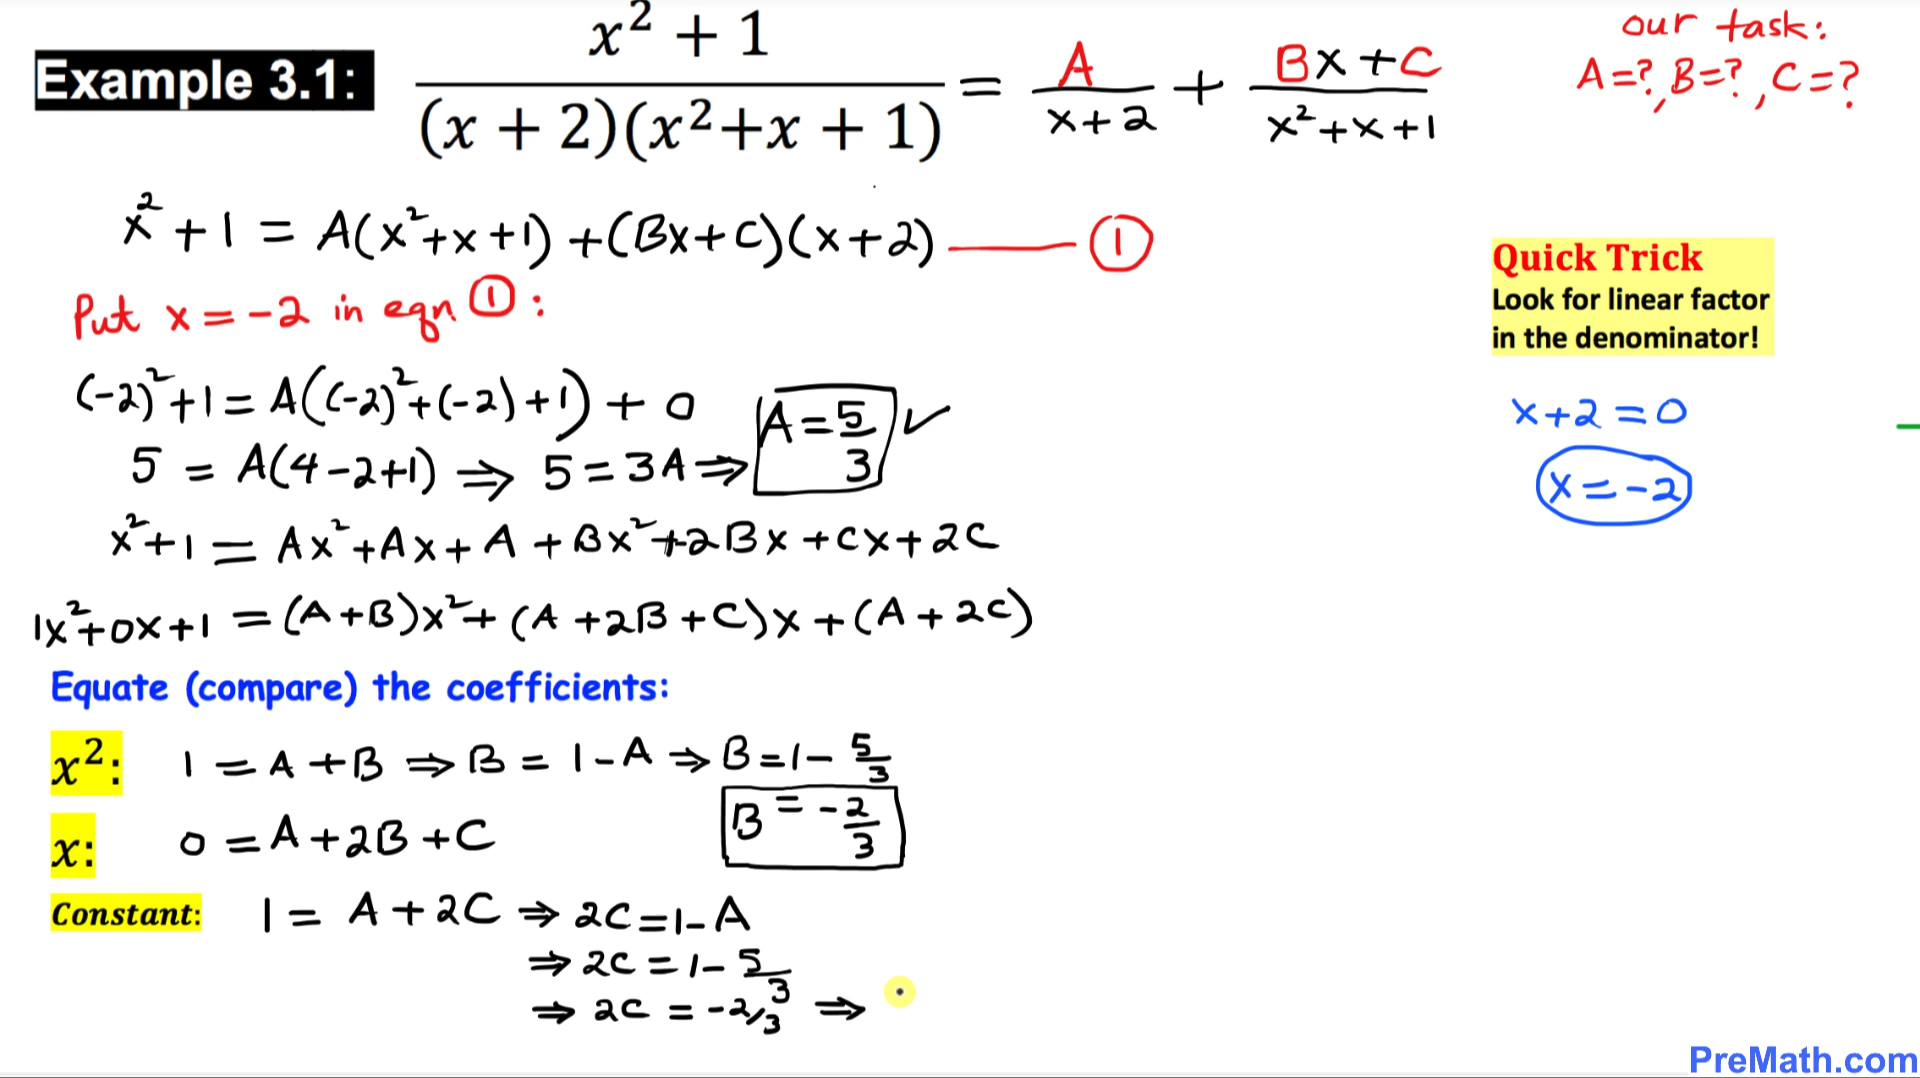 Example 3.1: (x² + 1)/((x + 2)(x²+x + 1)) = A/(x+2) + (Bx+C)/(x²+x+1)
our task:
A=?, B=?, C=?
x²+1 = A(x²+x+1)+(Bx+C)(x+2) —— ①
Put x=-2 in eqn ①:
(-2)²+1 = A((-2)²+(-2)+1)+0
5 = A(4-2+1) ⇒ 5=3A ⇒ A=5/3 ✓
x²+1 = Ax²+Ax+A+Bx²+2Bx+Cx+2C
1x²+0x+1 = (A+B)x²+(A+2B+C)x+(A+2C)
Equate (compare) the coefficients:
x²: 1=A+B ⇒ B=1-A ⇒ B=1-5/3
B=-2/3
x: 0=A+2B+C
Constant: 1=A+2C ⇒ 2C=1-A
⇒ 2C=1-5/3
⇒ 2C=-2/3 ⇒
Quick Trick
Look for linear factor
in the denominator!
x+2=0
x=-2
PreMath.com